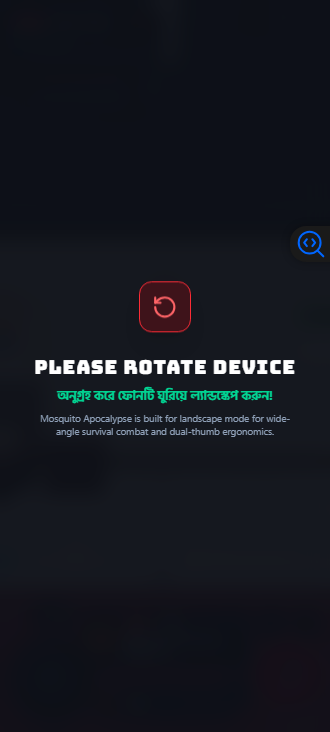 PLEASE ROTATE DEVICE
অনুগ্রহ করে ফোনটি ঘুরিয়ে ল্যান্ডস্কেপ করুন!
Mosquito Apocalypse is built for landscape mode for wide-
angle survival combat and dual-thumb ergonomics.